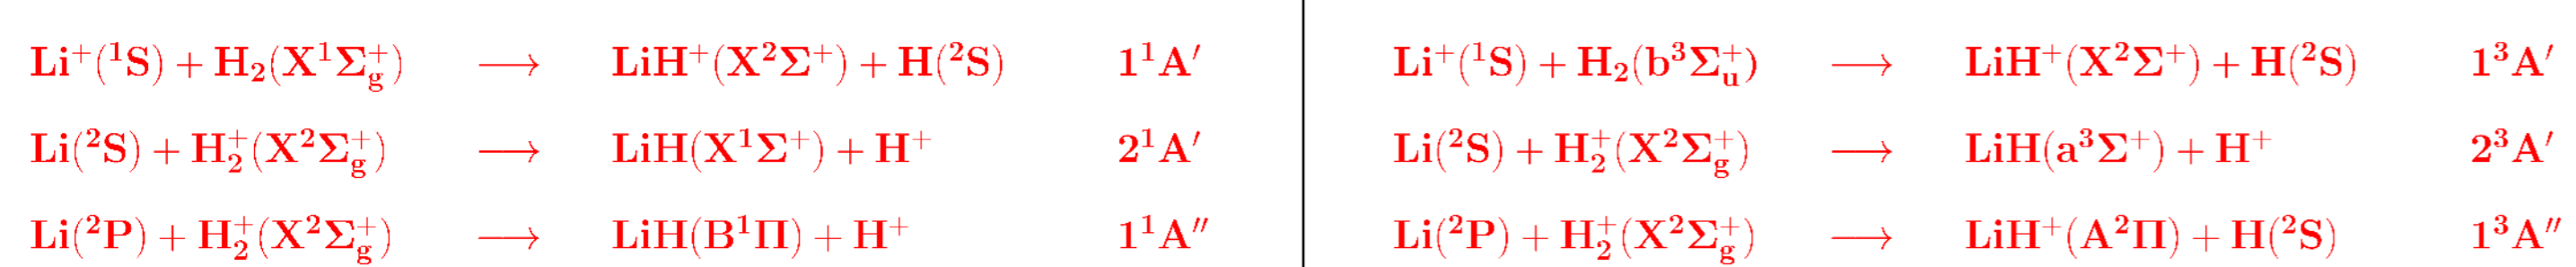 Li⁺(¹S) + H₂(X¹Σg⁺) ⟶ LiH⁺(X²Σ⁺) + H(²S) 1¹A′
Li(²S) + H₂⁺(X²Σg⁺) ⟶ LiH(X¹Σ⁺) + H⁺ 2¹A′
Li(²P) + H₂⁺(X²Σg⁺) ⟶ LiH(B¹Π) + H⁺ 1¹A″
Li⁺(¹S) + H₂(b³Σu⁺) ⟶ LiH⁺(X²Σ⁺) + H(²S) 1³A′
Li(²S) + H₂⁺(X²Σg⁺) ⟶ LiH(a³Σ⁺) + H⁺ 2³A′
Li(²P) + H₂⁺(X²Σg⁺) ⟶ LiH⁺(A²Π) + H(²S) 1³A″